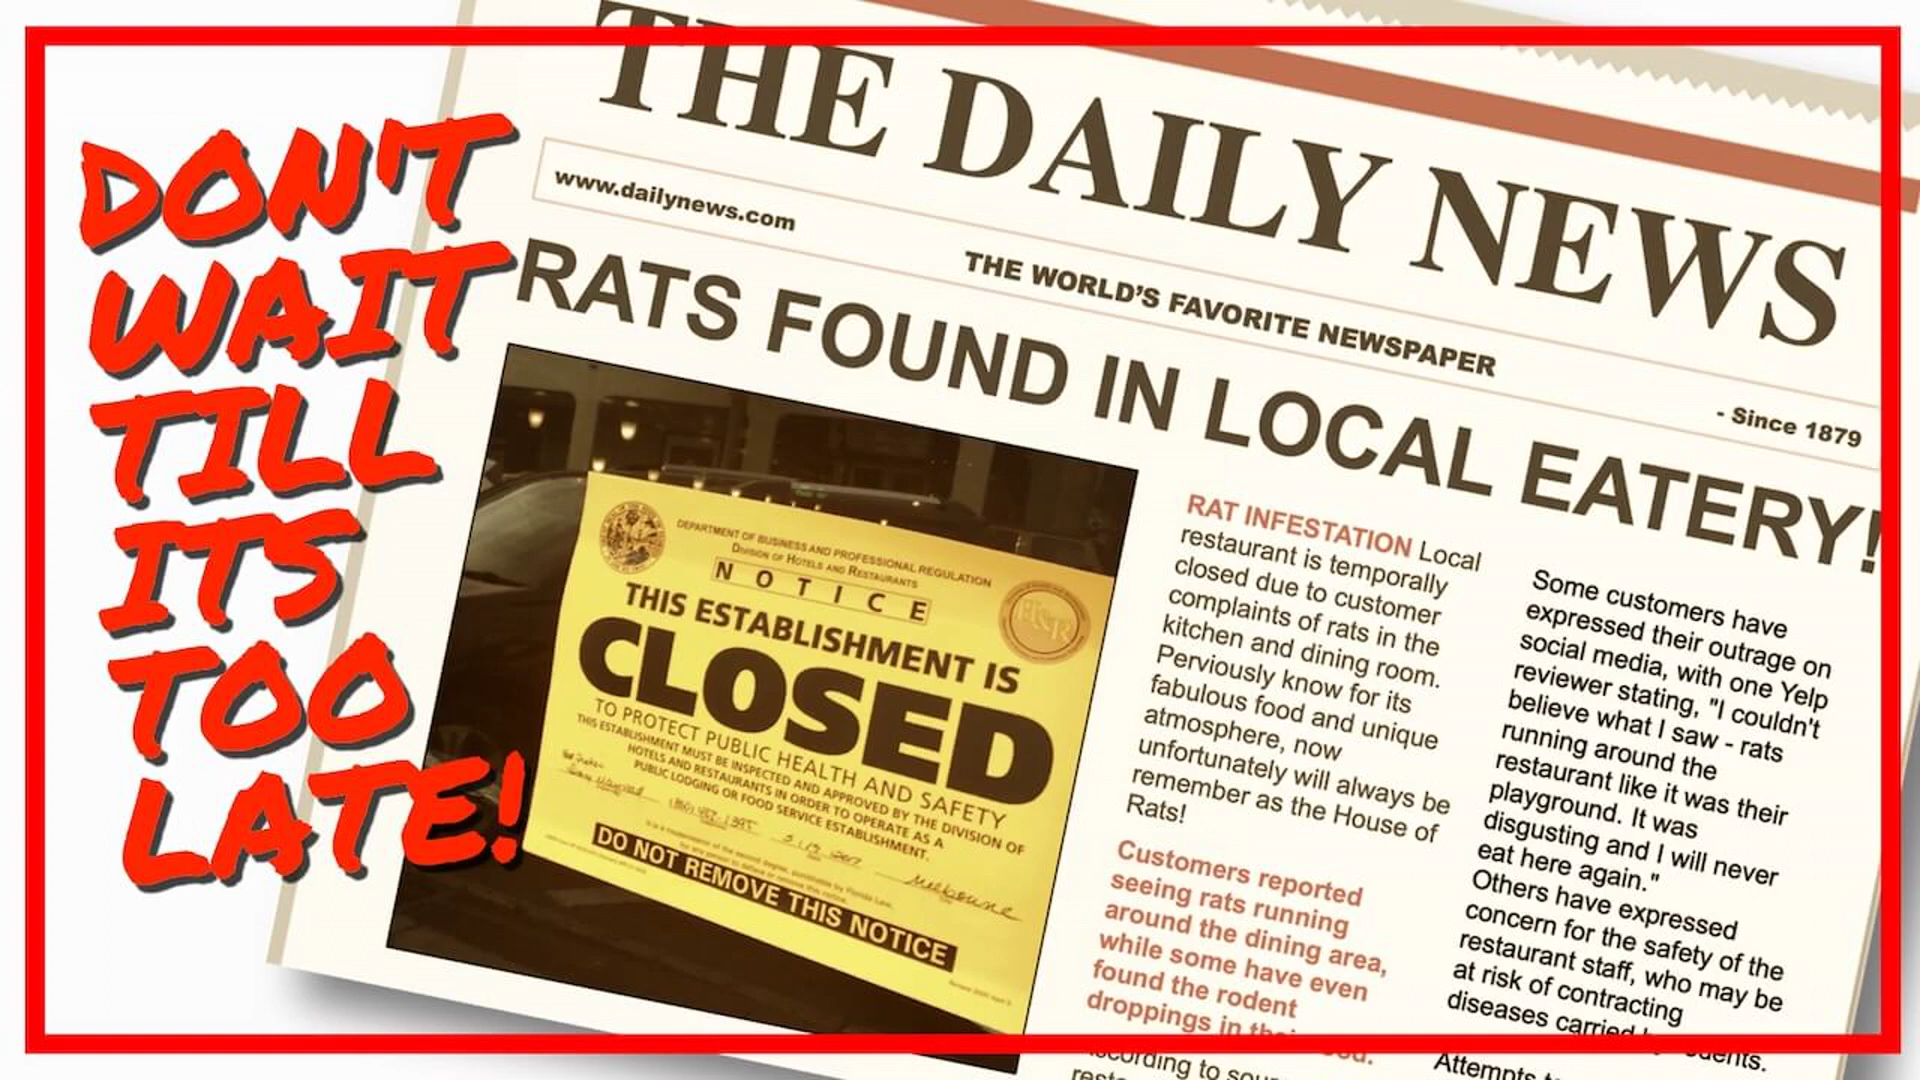 DON'T
WAIT
TILL
ITS
TOO
LATE!
THE DAILY NEWS
www.dailynews.com
THE WORLD'S FAVORITE NEWSPAPER
- Since 1879
RATS FOUND IN LOCAL EATERY!
DEPARTMENT OF BUSINESS AND PROFESSIONAL REGULATION
DIVISION OF HOTELS AND RESTAURANTS
NOTICE
THIS ESTABLISHMENT IS
CLOSED
TO PROTECT PUBLIC HEALTH AND SAFETY
THIS ESTABLISHMENT MUST BE INSPECTED AND APPROVED BY THE DIVISION OF
HOTELS AND RESTAURANTS IN ORDER TO OPERATE AS A
PUBLIC LODGING OR FOOD SERVICE ESTABLISHMENT.
Melbourne
DO NOT REMOVE THIS NOTICE
RAT INFESTATION Local
restaurant is temporally
closed due to customer
complaints of rats in the
kitchen and dining room.
Perviously know for its
fabulous food and unique
atmosphere, now
unfortunately will always be
remember as the House of
Rats!
Customers reported
seeing rats running
around the dining area,
while some have even
found the rodent
droppings in
Some customers have
expressed their outrage on
social media, with one Yelp
reviewer stating, "I couldn't
believe what I saw - rats
running around the
restaurant like it was their
playground. It was
disgusting and I will never
eat here again."
Others have expressed
concern for the safety of the
restaurant staff, who may be
at risk of contracting
diseases carried
Attempts